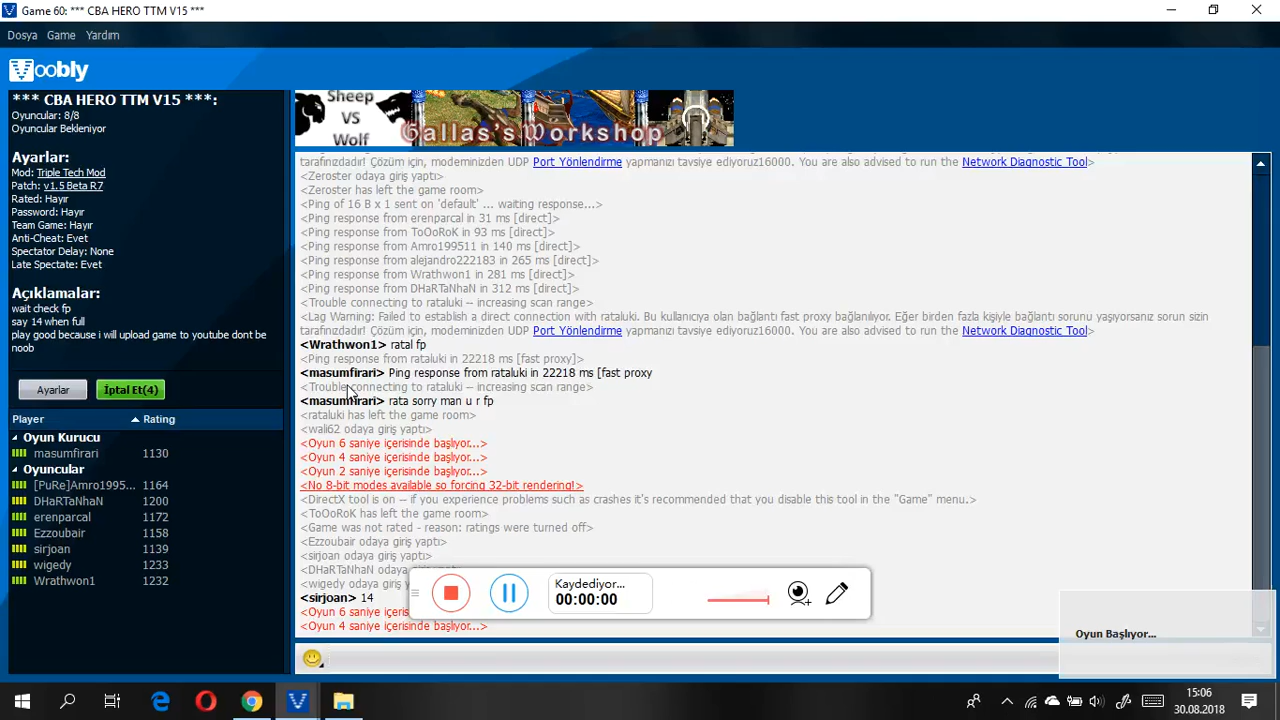 Game 60: *** CBA HERO TTM V15 ***
Dosya Game Yardım
Voobly
*** CBA HERO TTM V15 ***:
Oyuncular: 8/8
Oyuncular Bekleniyor
Ayarlar:
Mod: Triple Tech Mod
Patch: v1.5 Beta R7
Rated: Hayır
Password: Hayır
Team Game: Hayır
Anti-Cheat: Evet
Spectator Delay: None
Late Spectate: Evet
Açıklamalar:
wait check fp
say 14 when full
play good because i will upload game to youtube dont be
noob
Ayarlar İptal Et(4)
Player Rating
Oyun Kurucu
masumfirari 1130
Oyuncular
[PuRe]Amro1995... 1164
DHaRTaNhaN 1200
erenparcal 1172
Ezzoubair 1158
sirjoan 1139
wigedy 1233
Wrathwon1 1232
Sheep
VS
Wolf
Gallas's Workshop
tarafınızdadır! Çözüm için, modeminizden UDP Port Yönlendirme yapmanızı tavsiye ediyoruz16000. You are also advised to run the Network Diagnostic Tool>
<Zeroster odaya giriş yaptı>
<Zeroster has left the game room>
<Ping of 16 B x 1 sent on 'default' ... waiting response...>
<Ping response from erenparcal in 31 ms [direct]>
<Ping response from ToOoRoK in 93 ms [direct]>
<Ping response from Amro199511 in 140 ms [direct]>
<Ping response from alejandro222183 in 265 ms [direct]>
<Ping response from Wrathwon1 in 281 ms [direct]>
<Ping response from DHaRTaNhaN in 312 ms [direct]>
<Trouble connecting to rataluki -- increasing scan range>
<Lag Warning: Failed to establish a direct connection with rataluki. Bu kullanıcıya olan bağlantı fast proxy bağlanılıyor. Eğer birden fazla kişiyle bağlantı sorunu yaşıyorsanız sorun sizin
tarafınızdadır! Çözüm için, modeminizden UDP Port Yönlendirme yapmanızı tavsiye ediyoruz16000. You are also advised to run the Network Diagnostic Tool>
<Wrathwon1> ratal fp
<Ping response from rataluki in 22218 ms [fast proxy]>
<masumfirari> Ping response from rataluki in 22218 ms [fast proxy
<Trouble connecting to rataluki -- increasing scan range>
<masumfirari> rata sorry man u r fp
<rataluki has left the game room>
<wali62 odaya giriş yaptı>
<Oyun 6 saniye içerisinde başlıyor...>
<Oyun 4 saniye içerisinde başlıyor...>
<Oyun 2 saniye içerisinde başlıyor...>
<No 8-bit modes available so forcing 32-bit rendering!>
<DirectX tool is on -- if you experience problems such as crashes it's recommended that you disable this tool in the "Game" menu.>
<ToOoRoK has left the game room>
<Game was not rated - reason: ratings were turned off>
<Ezzoubair odaya giriş yaptı>
<sirjoan odaya giriş yaptı>
<DHaRTaNhaN odaya
<wigedy odaya giriş
<sirjoan> 14
<Oyun 6 saniye
<Oyun 4 saniye içerisinde başlıyor...>
Kaydediyor...
00:00:00
Oyun Başlıyor...
15:06
30.08.2018